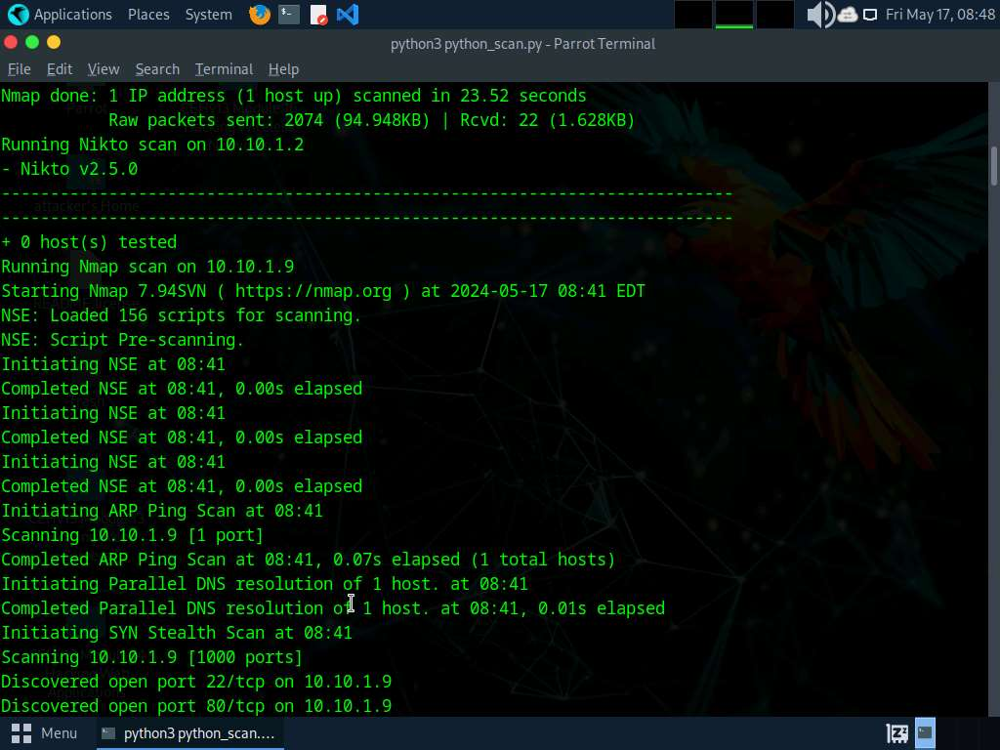 Applications Places System Fri May 17, 08:48
python3 python_scan.py - Parrot Terminal
File Edit View Search Terminal Help
Nmap done: 1 IP address (1 host up) scanned in 23.52 seconds
Raw packets sent: 2074 (94.948KB) | Rcvd: 22 (1.628KB)
Running Nikto scan on 10.10.1.2
- Nikto v2.5.0
---------------------------------------------------------------------------
attacker's Home
---------------------------------------------------------------------------
+ 0 host(s) tested
Running Nmap scan on 10.10.1.9
Starting Nmap 7.94SVN ( https://nmap.org ) at 2024-05-17 08:41 EDT
NSE: Loaded 156 scripts for scanning.
NSE: Script Pre-scanning.
Initiating NSE at 08:41
Completed NSE at 08:41, 0.00s elapsed
Initiating NSE at 08:41
Completed NSE at 08:41, 0.00s elapsed
Initiating NSE at 08:41
Completed NSE at 08:41, 0.00s elapsed
Initiating ARP Ping Scan at 08:41
Scanning 10.10.1.9 [1 port]
Completed ARP Ping Scan at 08:41, 0.07s elapsed (1 total hosts)
Initiating Parallel DNS resolution of 1 host. at 08:41
Completed Parallel DNS resolution of 1 host. at 08:41, 0.01s elapsed
Initiating SYN Stealth Scan at 08:41
Scanning 10.10.1.9 [1000 ports]
Discovered open port 22/tcp on 10.10.1.9
Discovered open port 80/tcp on 10.10.1.9
Menu python3 python_scan....